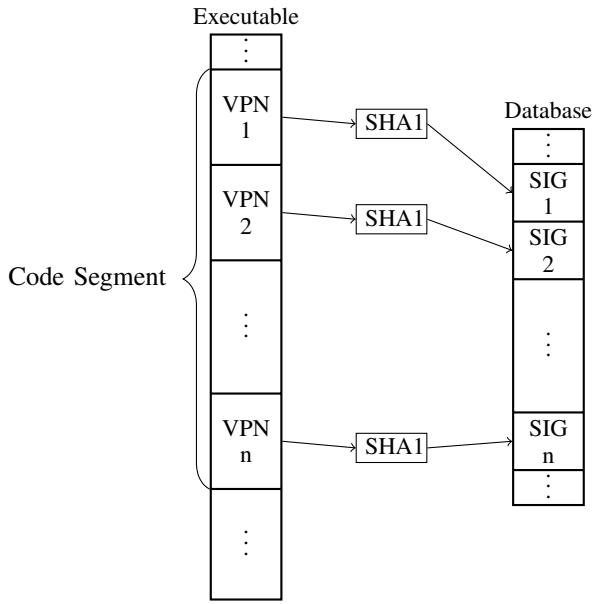 Executable
⋮
VPN
1
SHA1
Database
⋮
VPN
2
SHA1
SIG
1
SIG
2
Code Segment
⋮
⋮
VPN
n
SHA1
SIG
n
⋮
⋮